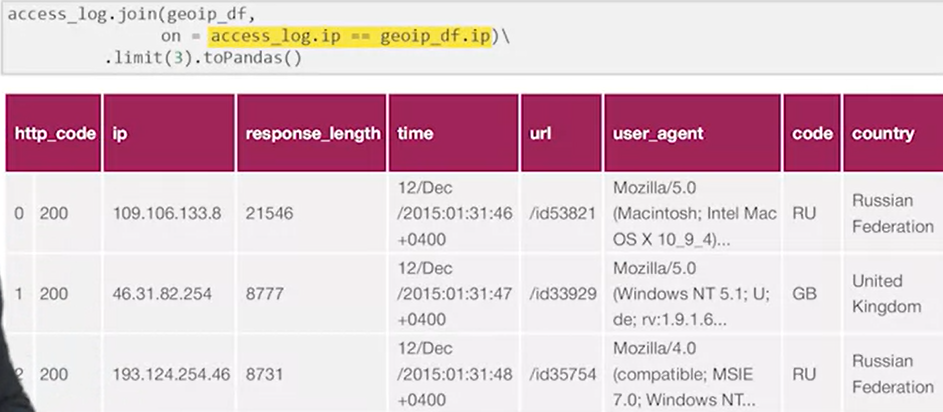 access_log.join(geoip_df,
on = access_log.ip == geoip_df.ip)\
.limit(3).toPandas()
http_code ip response_length time url user_agent code country
0 200 109.106.133.8 21546 12/Dec/2015:01:31:46 +0400 /id53821 Mozilla/5.0 (Macintosh; Intel Mac OS X 10_9_4)... RU Russian Federation
1 200 46.31.82.254 8777 12/Dec/2015:01:31:47 +0400 /id33929 Mozilla/5.0 (Windows NT 5.1; U; de; rv:1.9.1.6... GB United Kingdom
2 200 193.124.254.46 8731 12/Dec/2015:01:31:48 +0400 /id35754 Mozilla/4.0 (compatible; MSIE 7.0; Windows NT... RU Russian Federation